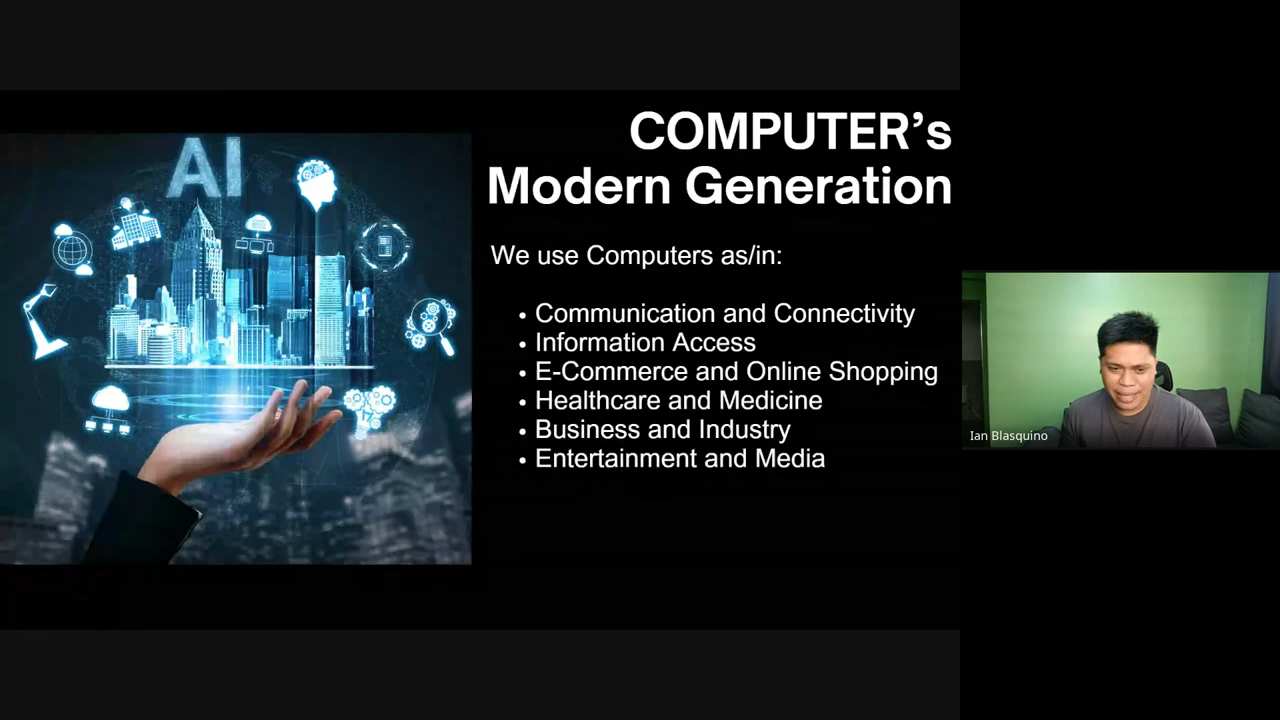 AI
COMPUTER's
Modern Generation
We use Computers as/in:
• Communication and Connectivity
• Information Access
• E-Commerce and Online Shopping
• Healthcare and Medicine
• Business and Industry
• Entertainment and Media
Ian Blasquino